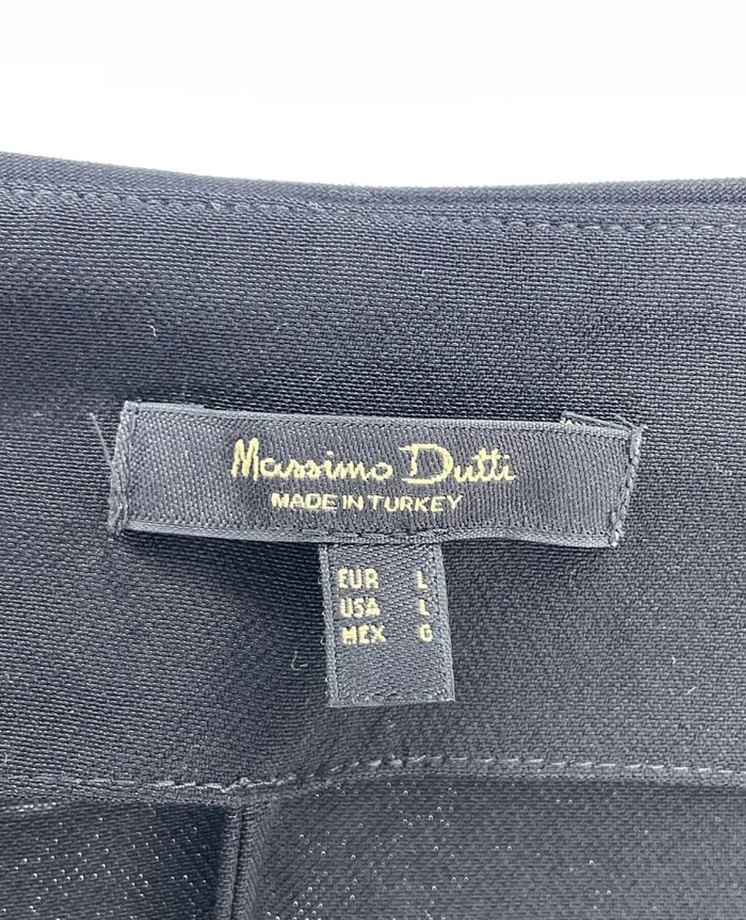 Massimo Dutti
MADE IN TURKEY
EUR L
USA L
MEX G